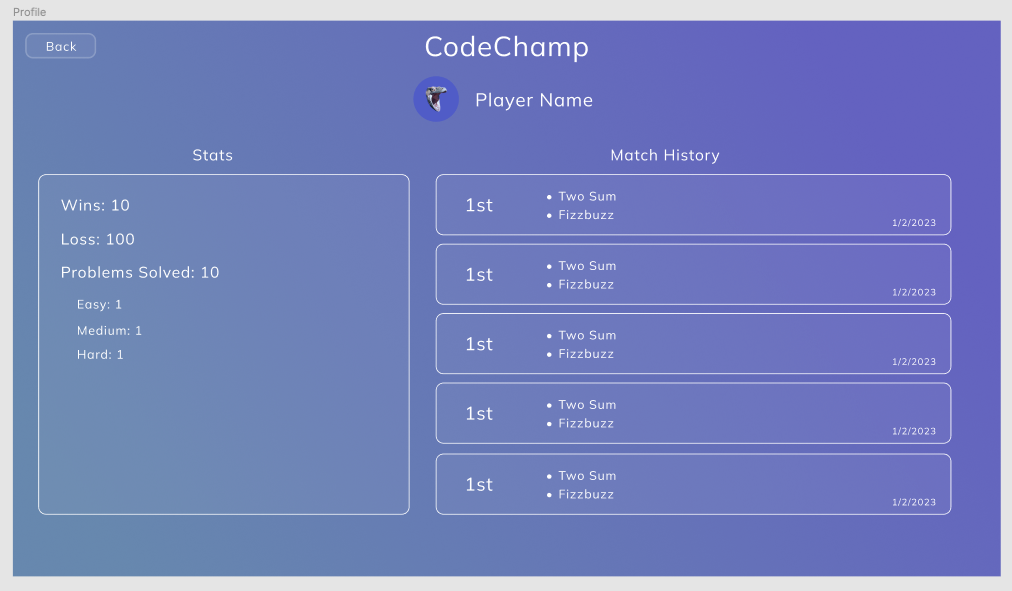 Profile
Back
CodeChamp
Player Name
Stats
Wins: 10
Loss: 100
Problems Solved: 10
Easy: 1
Medium: 1
Hard: 1
Match History
1st
• Two Sum
• Fizzbuzz
1/2/2023
1st
• Two Sum
• Fizzbuzz
1/2/2023
1st
• Two Sum
• Fizzbuzz
1/2/2023
1st
• Two Sum
• Fizzbuzz
1/2/2023
1st
• Two Sum
• Fizzbuzz
1/2/2023